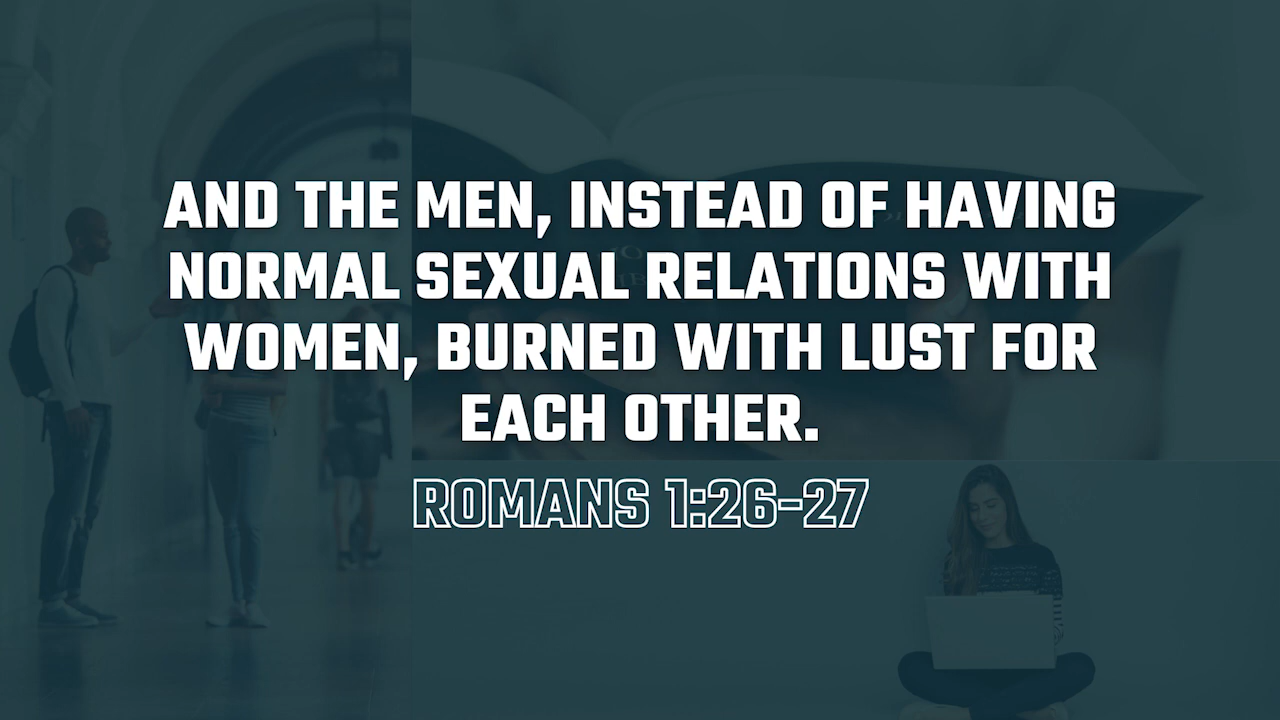 AND THE MEN, INSTEAD OF HAVING
NORMAL SEXUAL RELATIONS WITH
WOMEN, BURNED WITH LUST FOR
EACH OTHER.
ROMANS 1:26-27